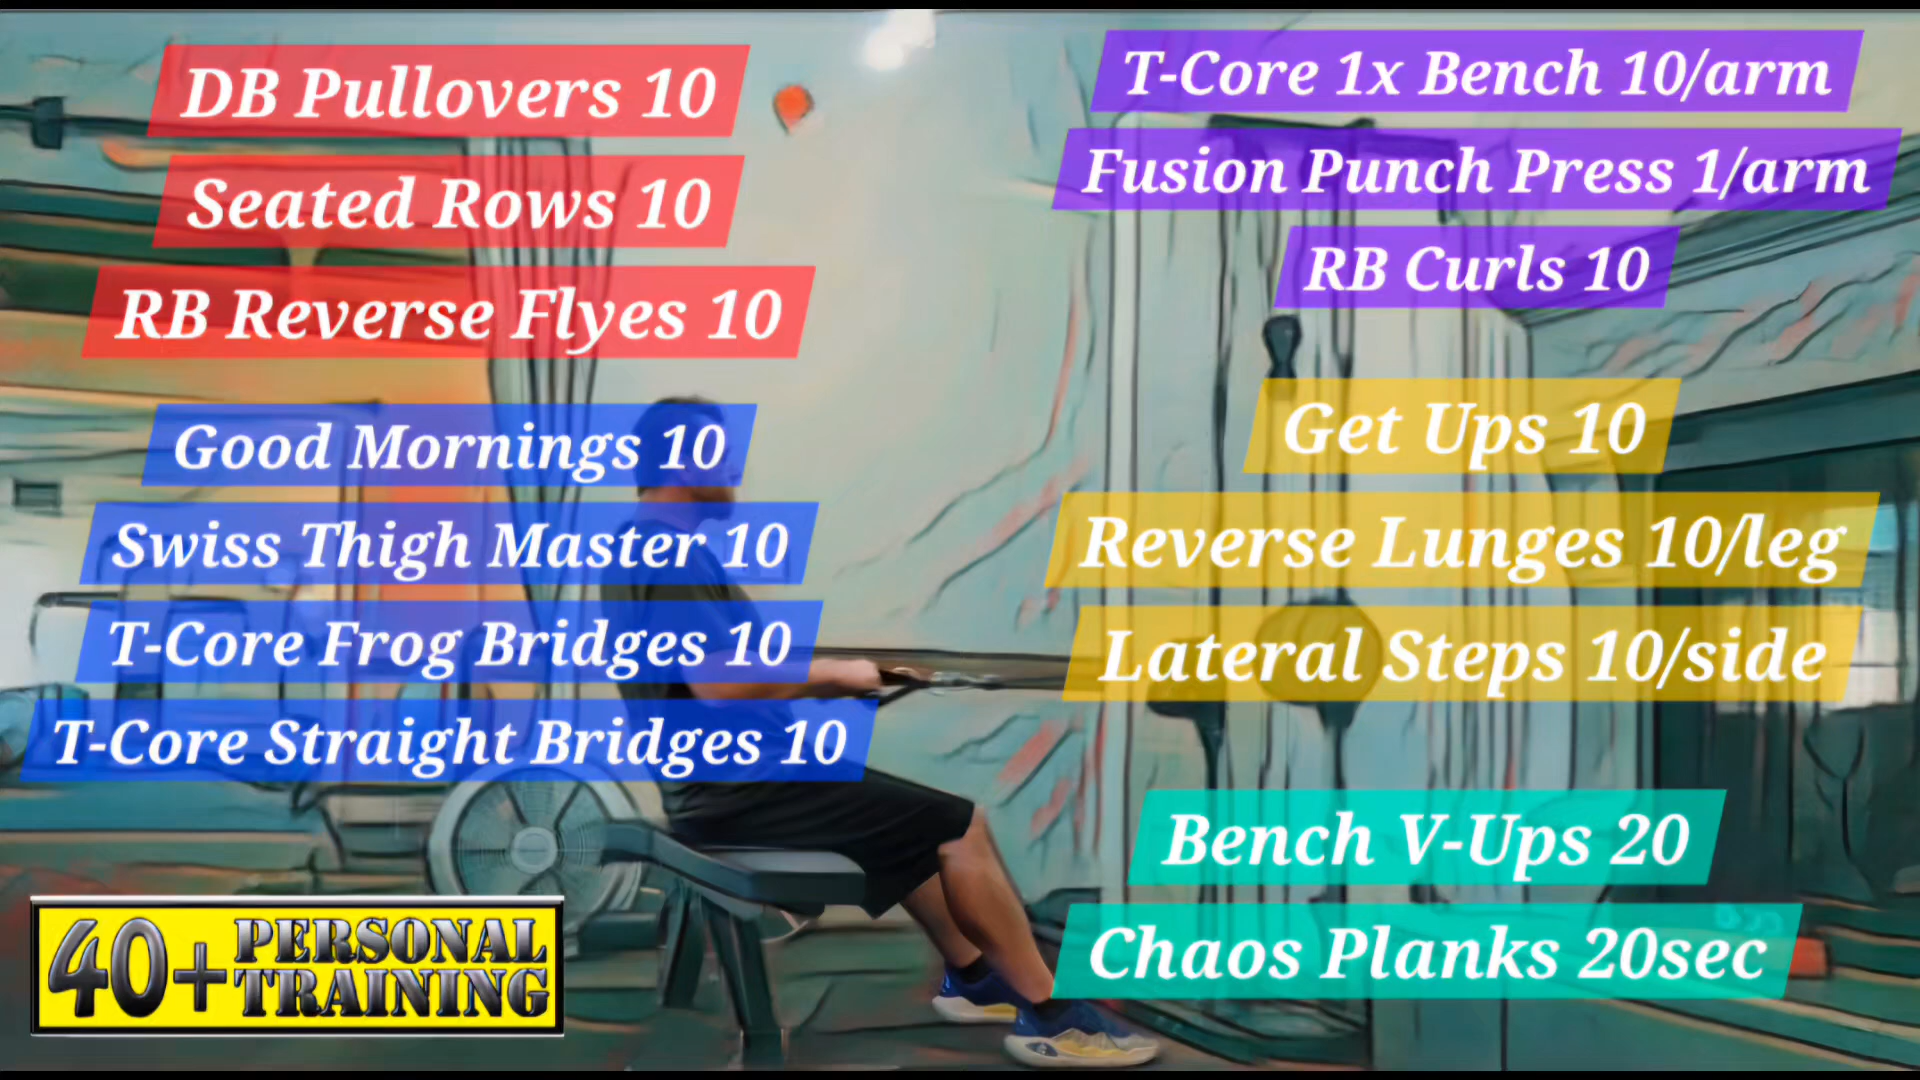 DB Pullovers 10
Seated Rows 10
RB Reverse Flyes 10
Good Mornings 10
Swiss Thigh Master 10
T-Core Frog Bridges 10
T-Core Straight Bridges 10
T-Core 1x Bench 10/arm
Fusion Punch Press 1/arm
RB Curls 10
Get Ups 10
Reverse Lunges 10/leg
Lateral Steps 10/side
Bench V-Ups 20
Chaos Planks 20sec
40+ PERSONAL
TRAINING